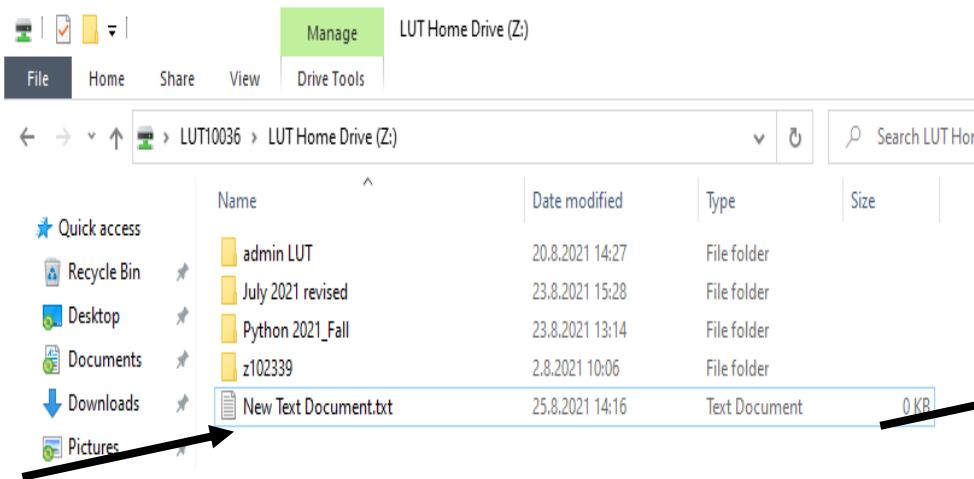 Manage LUT Home Drive (Z:)
File Home Share View Drive Tools
LUT10036 > LUT Home Drive (Z:) Search LUT Hor
Name Date modified Type Size
Quick access
Recycle Bin
Desktop
Documents
Downloads
Pictures
admin LUT 20.8.2021 14:27 File folder
July 2021 revised 23.8.2021 15:28 File folder
Python 2021_Fall 23.8.2021 13:14 File folder
z102339 2.8.2021 10:06 File folder
New Text Document.txt 25.8.2021 14:16 Text Document 0 KB